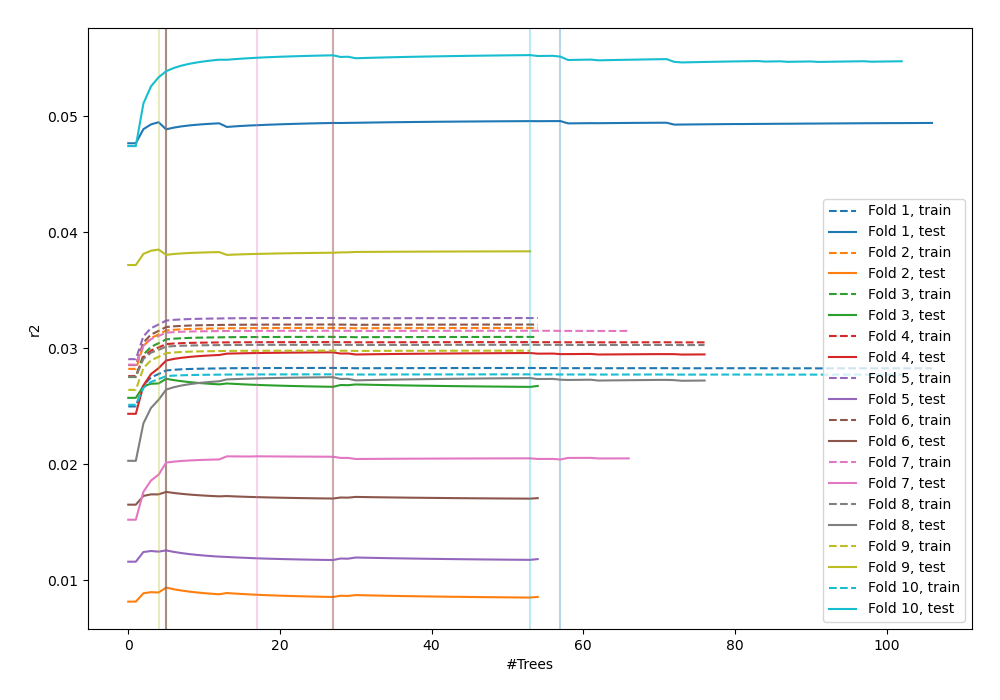 0.05
0.04
0.03
0.02
0.01
r2
0
20
40
60
80
100
#Trees
Fold 1, train
Fold 1, test
Fold 2, train
Fold 2, test
Fold 3, train
Fold 3, test
Fold 4, train
Fold 4, test
Fold 5, train
Fold 5, test
Fold 6, train
Fold 6, test
Fold 7, train
Fold 7, test
Fold 8, train
Fold 8, test
Fold 9, train
Fold 9, test
Fold 10, train
Fold 10, test